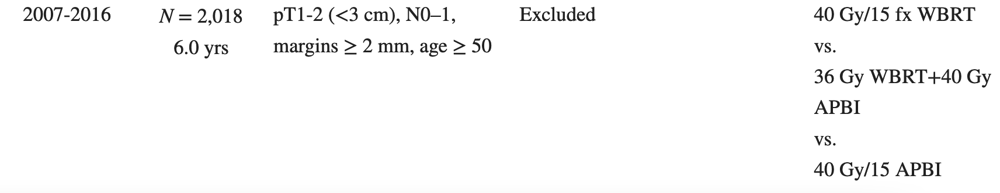 2007-2016
N = 2,018
6.0 yrs
pT1-2 (<3 cm), N0–1,
margins ≥ 2 mm, age ≥ 50
Excluded
40 Gy/15 fx WBRT
vs.
36 Gy WBRT+40 Gy
APBI
vs.
40 Gy/15 APBI